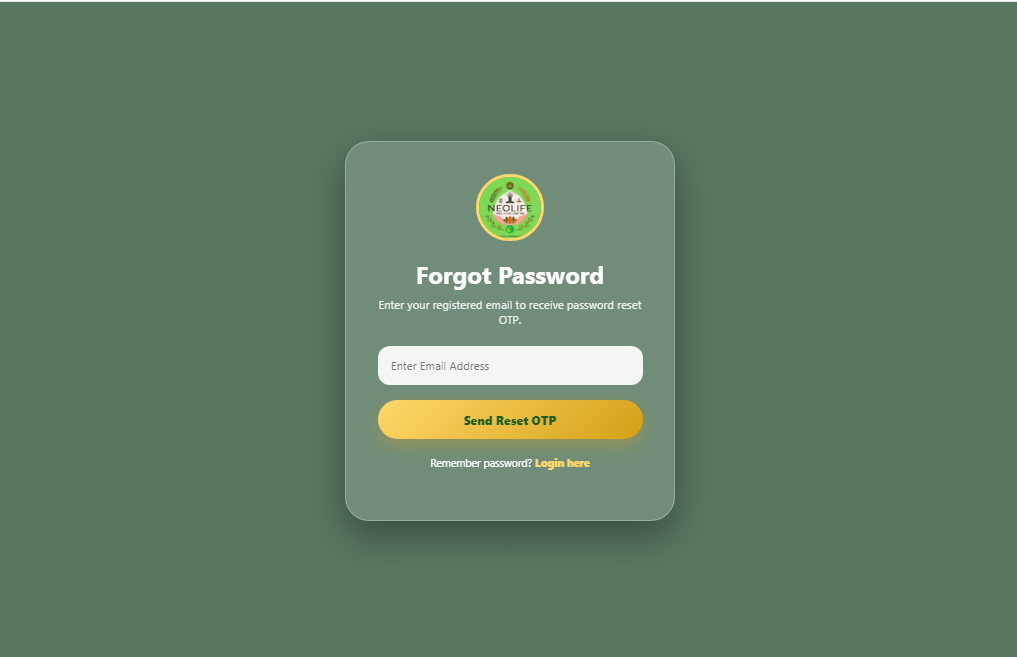 NEOLIFE
Forgot Password
Enter your registered email to receive password reset
OTP.
Enter Email Address
Send Reset OTP
Remember password? Login here